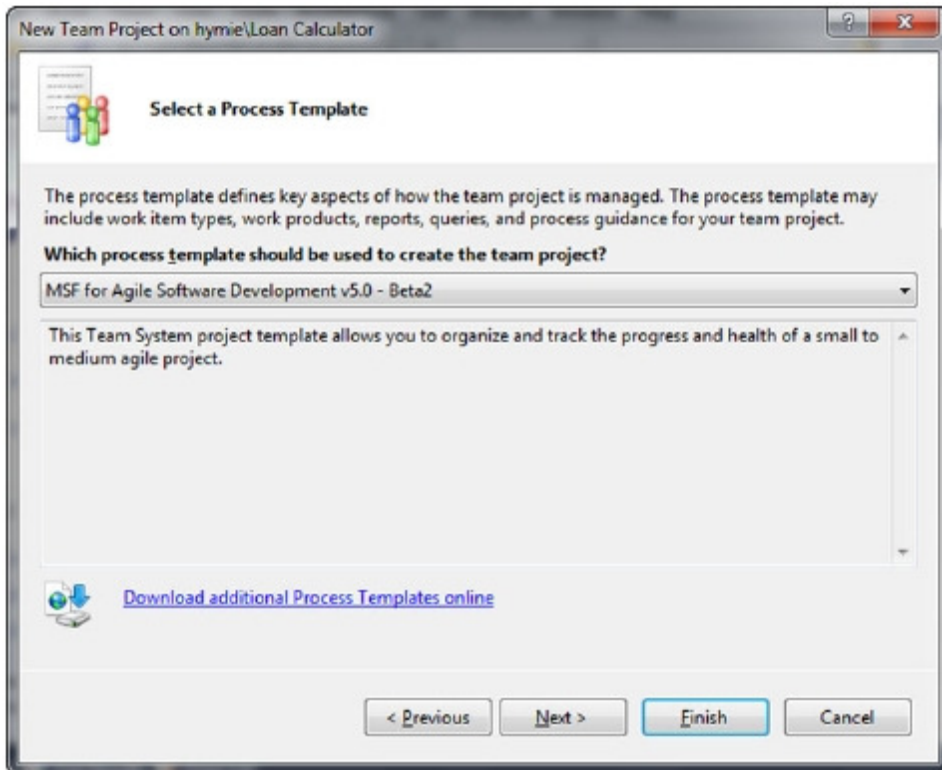 New Team Project on hymie\Loan Calculator
Select a Process Template
The process template defines key aspects of how the team project is managed. The process template may
include work item types, work products, reports, queries, and process guidance for your team project.
Which process template should be used to create the team project?
MSF for Agile Software Development v5.0 - Beta2
This Team System project template allows you to organize and track the progress and health of a small to
medium agile project.
Download additional Process Templates online
< Previous Next > Finish Cancel